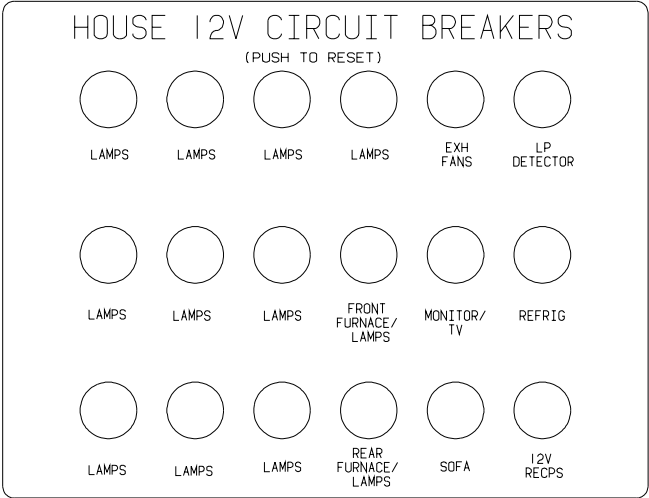 HOUSE 12V CIRCUIT BREAKERS
(PUSH TO RESET)
LAMPS LAMPS LAMPS LAMPS EXH FANS LP DETECTOR
LAMPS LAMPS LAMPS FRONT FURNACE/ LAMPS MONITOR/ TV REFRIG
LAMPS LAMPS LAMPS REAR FURNACE/ LAMPS SOFA 12V RECPS